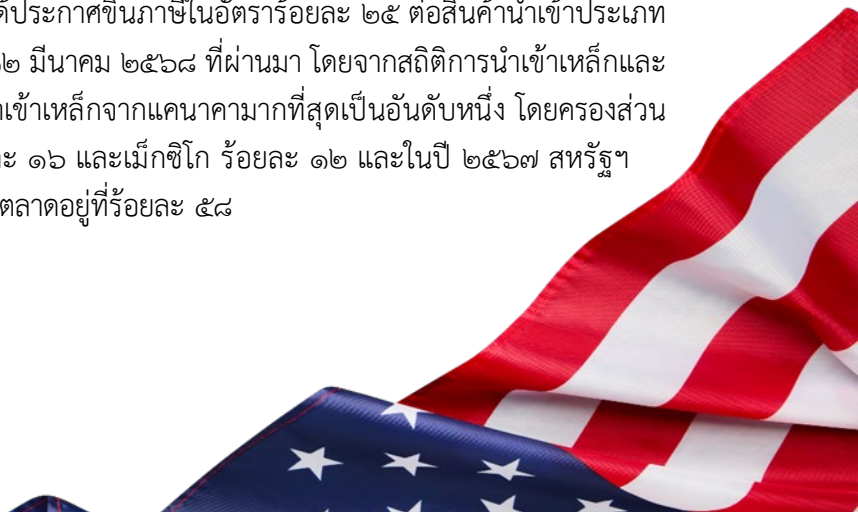 ได้ประกาศขึ้นภาษีในอัตราร้อยละ ๒๕ ต่อสินค้านำเข้าประเภท
๒ มีนาคม ๒๕๖๘ ที่ผ่านมา โดยจากสถิติการนำเข้าเหล็กและ
เข้าเหล็กจากแคนาคามากที่สุดเป็นอันดับหนึ่ง โดยครองส่วน
๑๖ และเม็กซิโก ร้อยละ ๑๒ และในปี ๒๕๖๗ สหรัฐฯ
ตลาดอยู่ที่ร้อยละ ๕๘